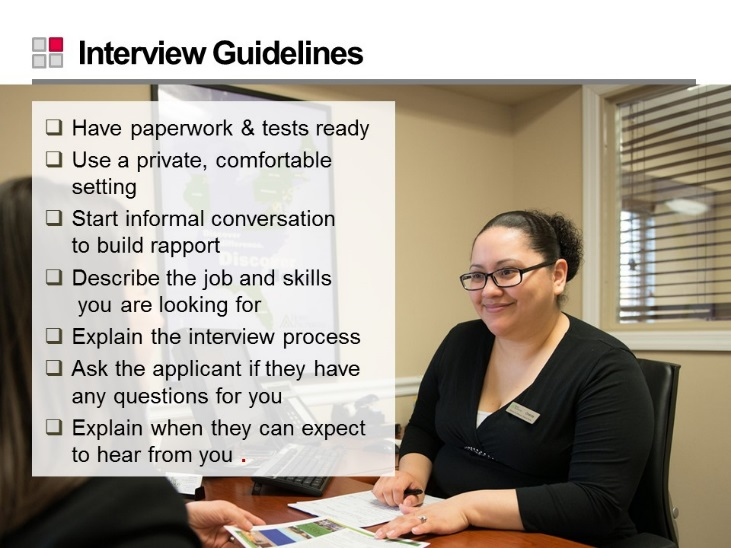 Interview Guidelines
❑ Have paperwork & tests ready
❑ Use a private, comfortable
setting
❑ Start informal conversation
to build rapport
❑ Describe the job and skills
you are looking for
❑ Explain the interview process
❑ Ask the applicant if they have
any questions for you
❑ Explain when they can expect
to hear from you .
Discover